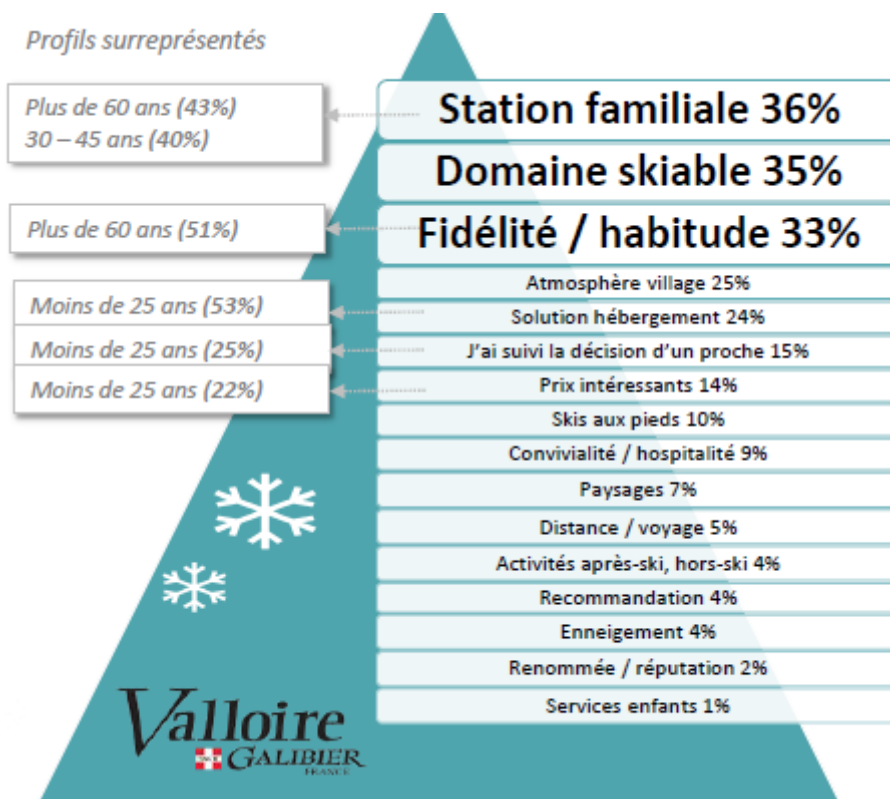 Profils surreprésentés
Plus de 60 ans (43%)
30 – 45 ans (40%)
Station familiale 36%
Domaine skiable 35%
Plus de 60 ans (51%)
Fidélité / habitude 33%
Atmosphère village 25%
Moins de 25 ans (53%)
Solution hébergement 24%
Moins de 25 ans (25%)
J'ai suivi la décision d'un proche 15%
Moins de 25 ans (22%)
Prix intéressants 14%
Skis aux pieds 10%
Convivialité / hospitalité 9%
Paysages 7%
Distance / voyage 5%
Activités après-ski, hors-ski 4%
Recommandation 4%
Enneigement 4%
Renommée / réputation 2%
Services enfants 1%
Valloire
GALIBIER
FRANCE